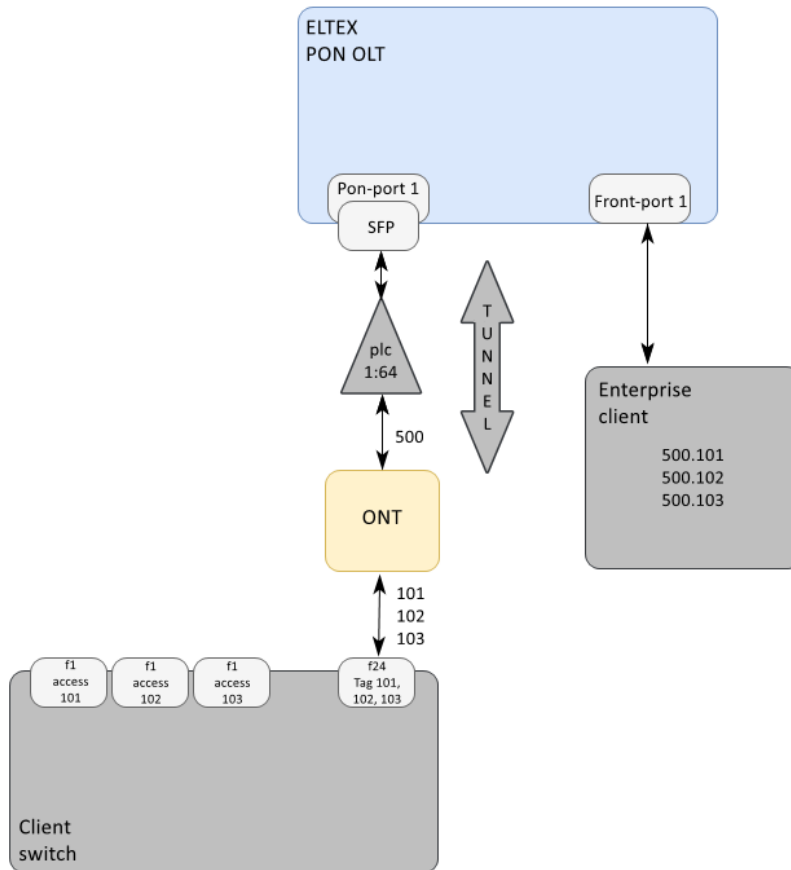 ELTEX
PON OLT
Pon-port 1
SFP
Front-port 1
plc
1:64
T
U
N
N
E
L
500
Enterprise
client
500.101
500.102
500.103
ONT
101
102
103
f1
access
101
f1
access
102
f1
access
103
f24
Tag 101,
102, 103
Client
switch